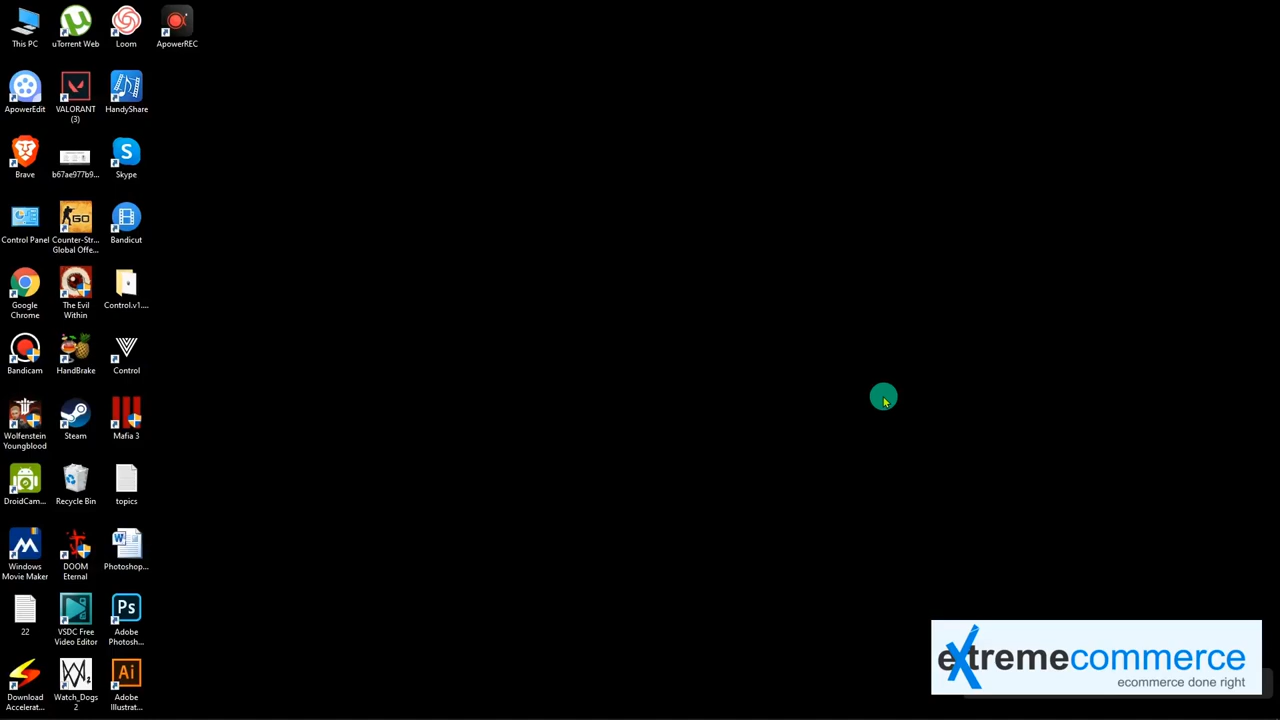 This PC
uTorrent Web
Loom
ApowerREC
ApowerEdit
VALORANT
(3)
HandyShare
Brave
b67ae977b9...
Skype
Control Panel
GO
Counter-Str...
Global Offe...
Bandicut
Google
Chrome
The Evil
Within
Control.v1....
Bandicam
HandBrake
Control
Wolfenstein
Youngblood
Steam
Mafia 3
DroidCam...
Recycle Bin
topics
Windows
Movie Maker
DOOM
Eternal
Photoshop...
22
VSDC Free
Video Editor
Ps
Adobe
Photosh...
Download
Accelerat...
Watch_Dogs
2
Ai
Adobe
Illustrat...
extremecommerce
ecommerce done right